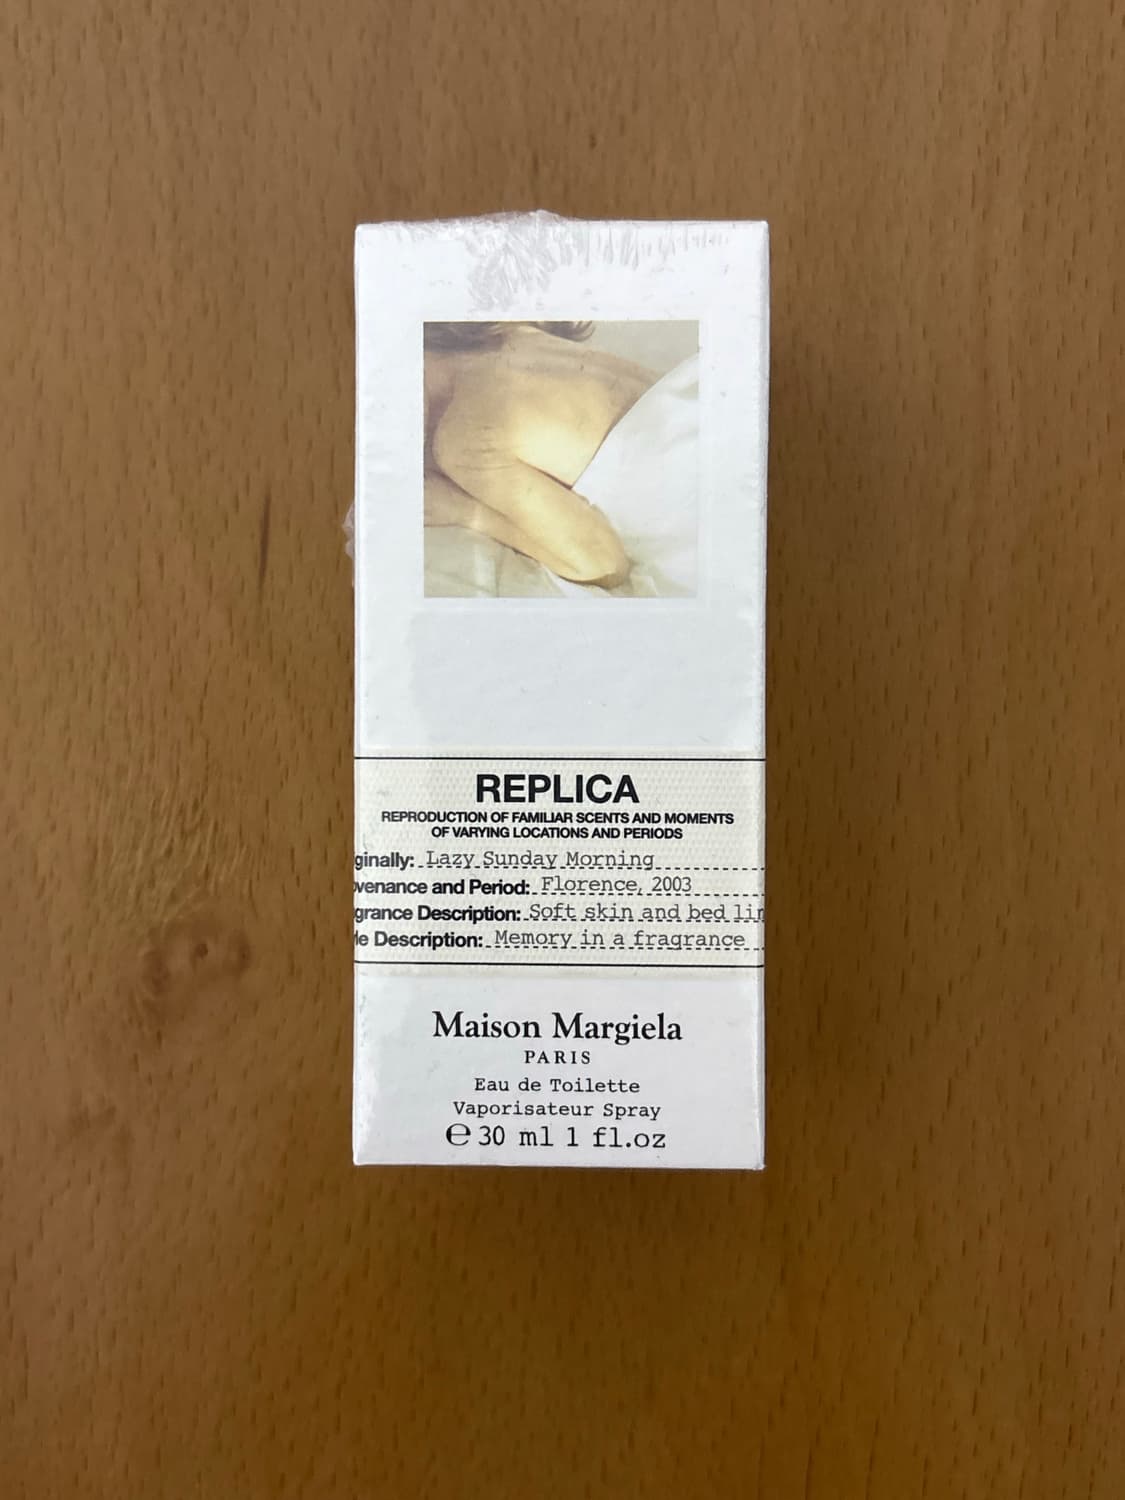 REPLICA
REPRODUCTION OF FAMILIAR SCENTS AND MOMENTS
OF VARYING LOCATIONS AND PERIODS
ginally: Lazy Sunday Morning
venance and Period: Florence, 2003
grance Description: Soft skin and bed lin
le Description: Memory in a fragrance
Maison Margiela
PARIS
Eau de Toilette
Vaporisateur Spray
℮ 30 ml 1 fl.oz